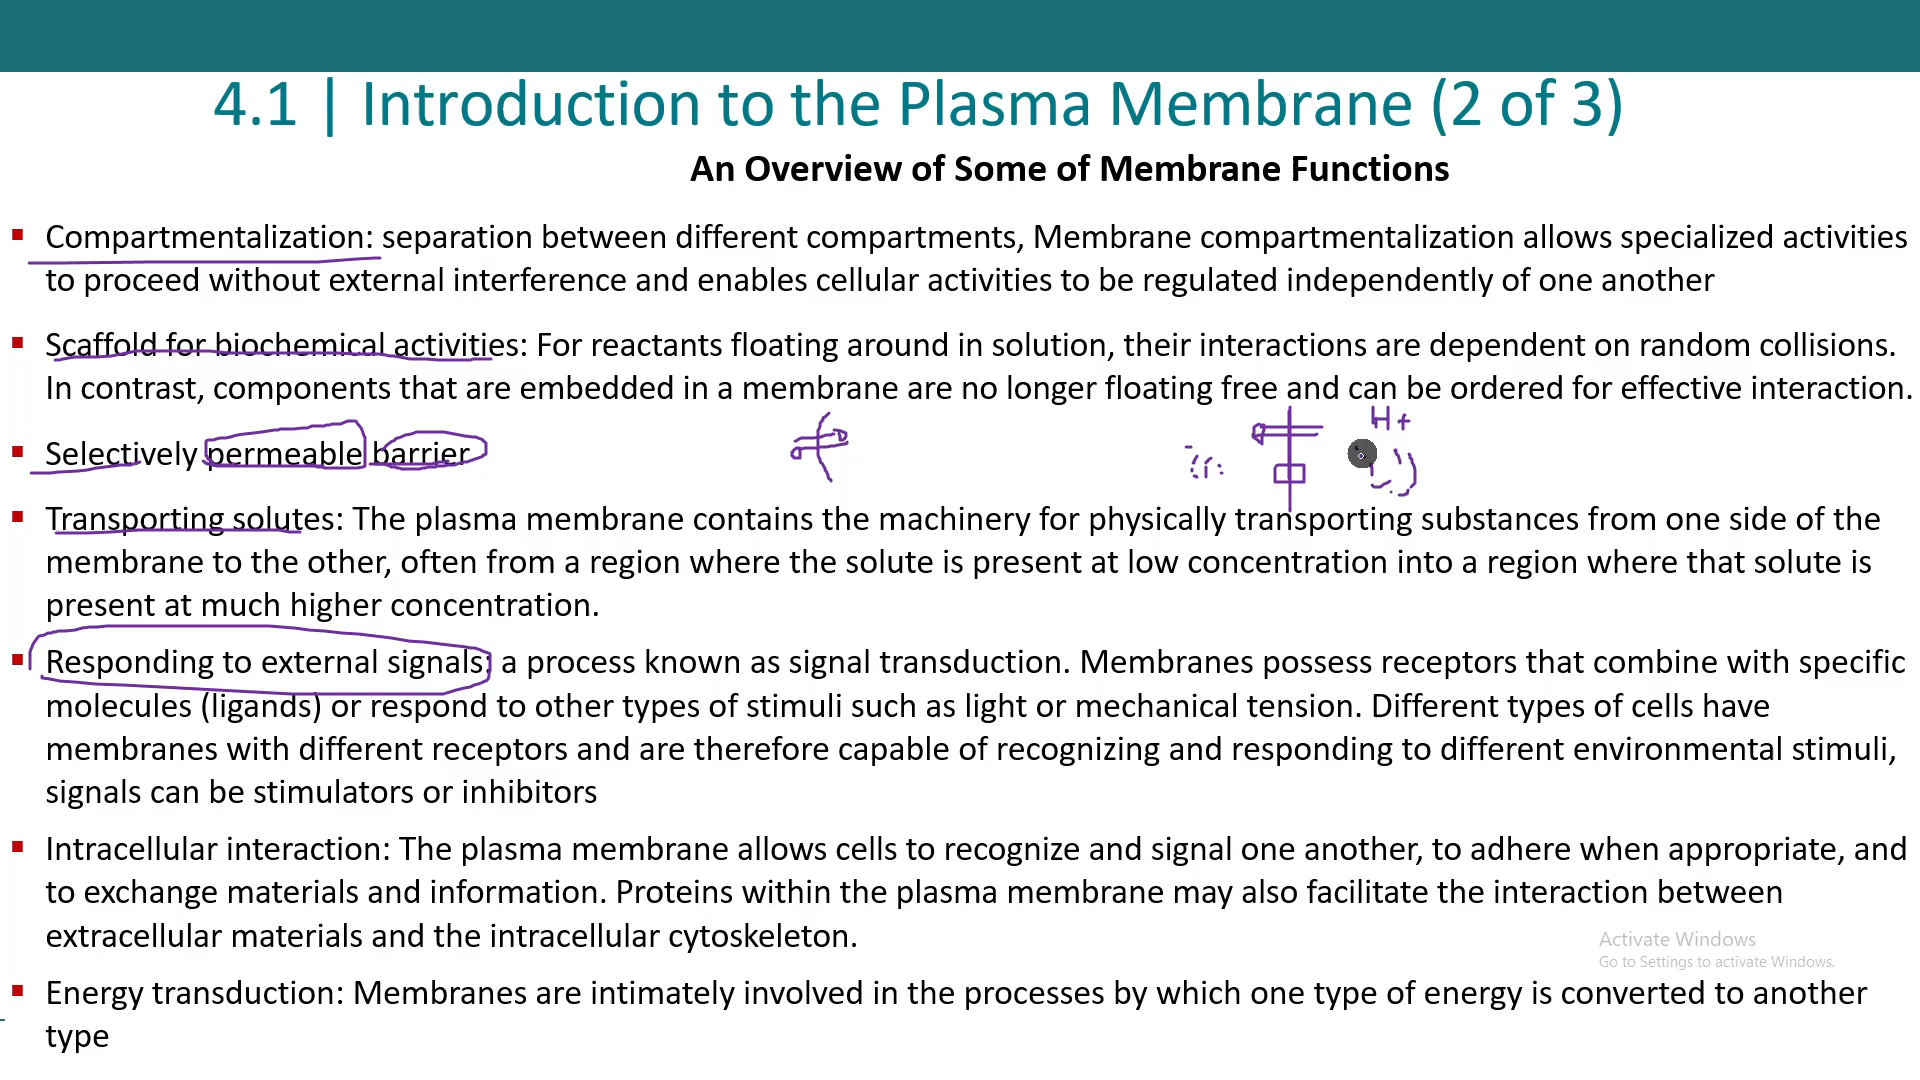 4.1 | Introduction to the Plasma Membrane (2 of 3)
An Overview of Some of Membrane Functions
▪ Compartmentalization: separation between different compartments, Membrane compartmentalization allows specialized activities
to proceed without external interference and enables cellular activities to be regulated independently of one another
▪ Scaffold for biochemical activities: For reactants floating around in solution, their interactions are dependent on random collisions.
In contrast, components that are embedded in a membrane are no longer floating free and can be ordered for effective interaction.
H+
▪ Selectively permeable barrier
▪ Transporting solutes: The plasma membrane contains the machinery for physically transporting substances from one side of the
membrane to the other, often from a region where the solute is present at low concentration into a region where that solute is
present at much higher concentration.
▪ Responding to external signals: a process known as signal transduction. Membranes possess receptors that combine with specific
molecules (ligands) or respond to other types of stimuli such as light or mechanical tension. Different types of cells have
membranes with different receptors and are therefore capable of recognizing and responding to different environmental stimuli,
signals can be stimulators or inhibitors
▪ Intracellular interaction: The plasma membrane allows cells to recognize and signal one another, to adhere when appropriate, and
to exchange materials and information. Proteins within the plasma membrane may also facilitate the interaction between
extracellular materials and the intracellular cytoskeleton.
Activate Windows
Go to Settings to activate Windows.
▪ Energy transduction: Membranes are intimately involved in the processes by which one type of energy is converted to another
type